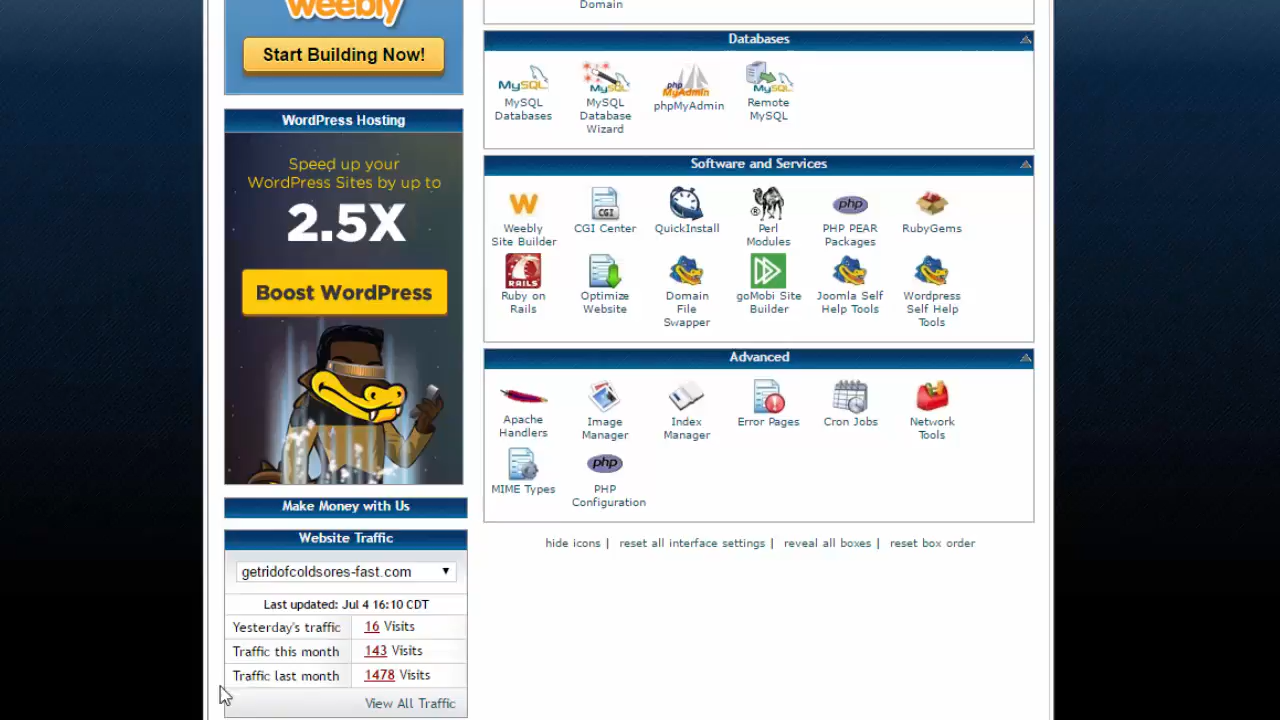 weebly
Start Building Now!
WordPress Hosting
Speed up your
WordPress Sites by up to
2.5X
Boost WordPress
Make Money with Us
Website Traffic
getridofcoldsores-fast.com
Last updated: Jul 4 16:10 CDT
Yesterday's traffic 16 Visits
Traffic this month 143 Visits
Traffic last month 1478 Visits
View All Traffic
Domain
Databases
MySQL
MySQL
Databases
MySQL
MySQL
Database
Wizard
php
MyAdmin
phpMyAdmin
MySQL
Remote
MySQL
Software and Services
W
Weebly
Site Builder
CGI
CGI Center
QuickInstall
Perl
Modules
php
PHP PEAR
Packages
RubyGems
RAILS
Ruby on
Rails
Optimize
Website
Domain
File
Swapper
goMobi Site
Builder
Joomla Self
Help Tools
Wordpress
Self Help
Tools
Advanced
Apache
Handlers
Image
Manager
Index
Manager
Error Pages
Cron Jobs
Network
Tools
MIME Types
php
PHP
Configuration
hide icons | reset all interface settings | reveal all boxes | reset box order